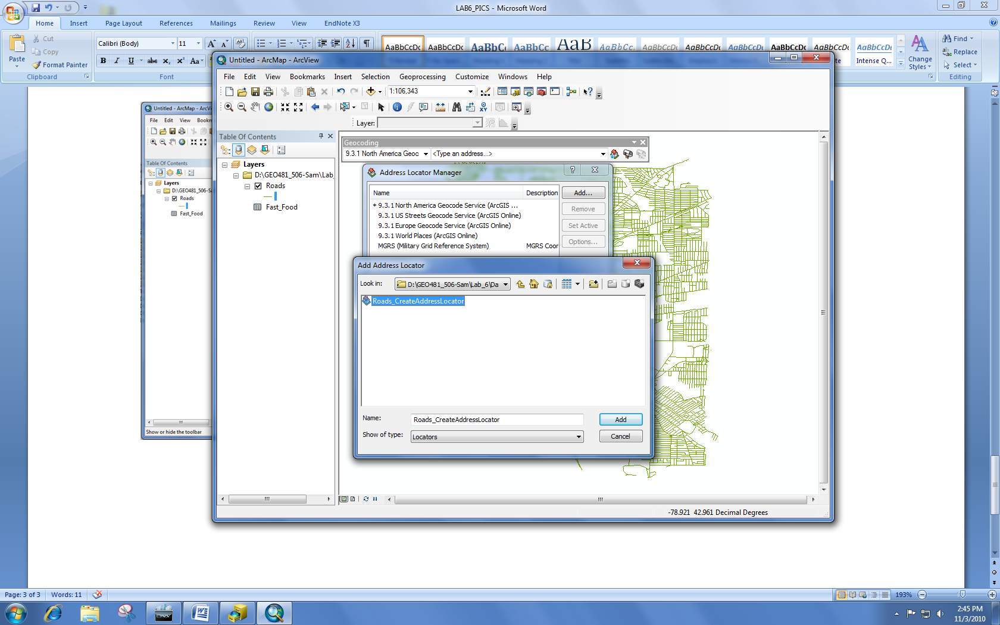 LAB6_PICS - Microsoft Word
Home Insert Page Layout References Mailings Review View EndNote X3
Paste
Cut
Copy
Format Painter
Clipboard
Calibri (Body) 11
B I U abc x₂ x² Aa
Font
AaBbCcDc AaBbCcDc AaBbC AaBbCc AaB AaBbCc. AaBbCcDc AaBbCcDc AaBbCcDc AaBbCcDc AaBbCcDc AaBbCcDc
Intense Q...
Change
Styles
Find
Replace
Select
Editing
Untitled - ArcMap - ArcView
File Edit View Bookmarks Insert Selection Geoprocessing Customize Windows Help
1:106,343
Layer:
Table Of Contents
Layers
D:\GEO481_506-Sam\Lab_
Roads
Fast_Food
Geocoding
9.3.1 North America Geoc <Type an address...>
Address Locator Manager
Name Description
* 9.3.1 North America Geocode Service (ArcGIS ...
9.3.1 US Streets Geocode Service (ArcGIS Online)
9.3.1 Europe Geocode Service (ArcGIS Online)
9.3.1 World Places (ArcGIS Online)
MGRS (Military Grid Reference System) MGRS Coor
Add...
Remove
Set Active
Options...
Add Address Locator
Look in: D:\GEO481_506-Sam\Lab_6\Da
Roads_CreateAddressLocator
Name: Roads_CreateAddressLocator
Show of type: Locators
Add
Cancel
-78.921 42.961 Decimal Degrees
Untitled - ArcMap - ArcVi
File Edit View Bookm
Table Of Contents
Layers
D:\GEO481_506-S
Roads
Fast_Food
Show or hide the toolbar
Page: 3 of 3 Words: 11
193%
2:45 PM
11/3/2010